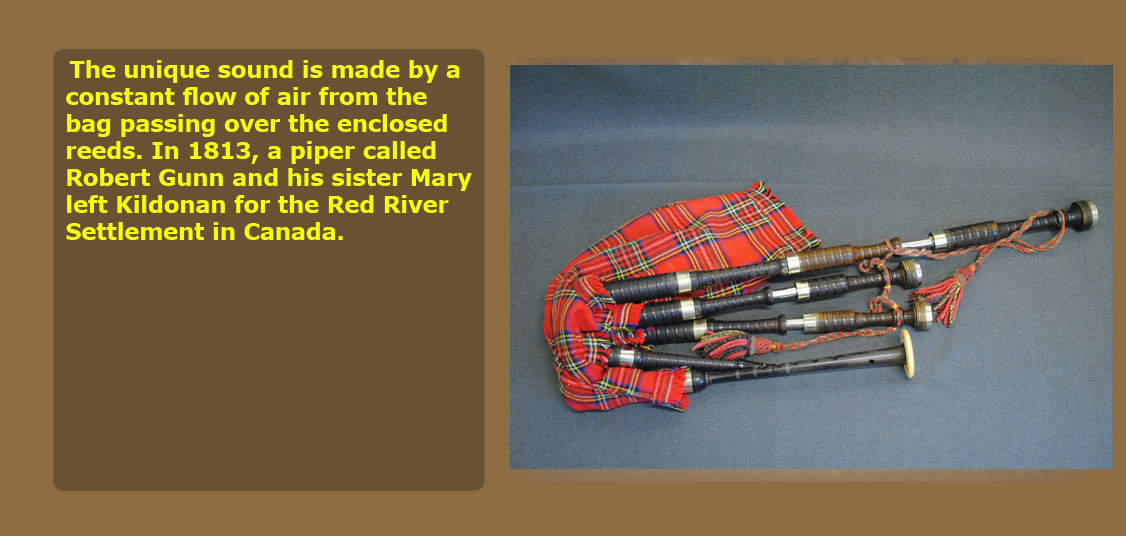 The unique sound is made by a
constant flow of air from the
bag passing over the enclosed
reeds. In 1813, a piper called
Robert Gunn and his sister Mary
left Kildonan for the Red River
Settlement in Canada.